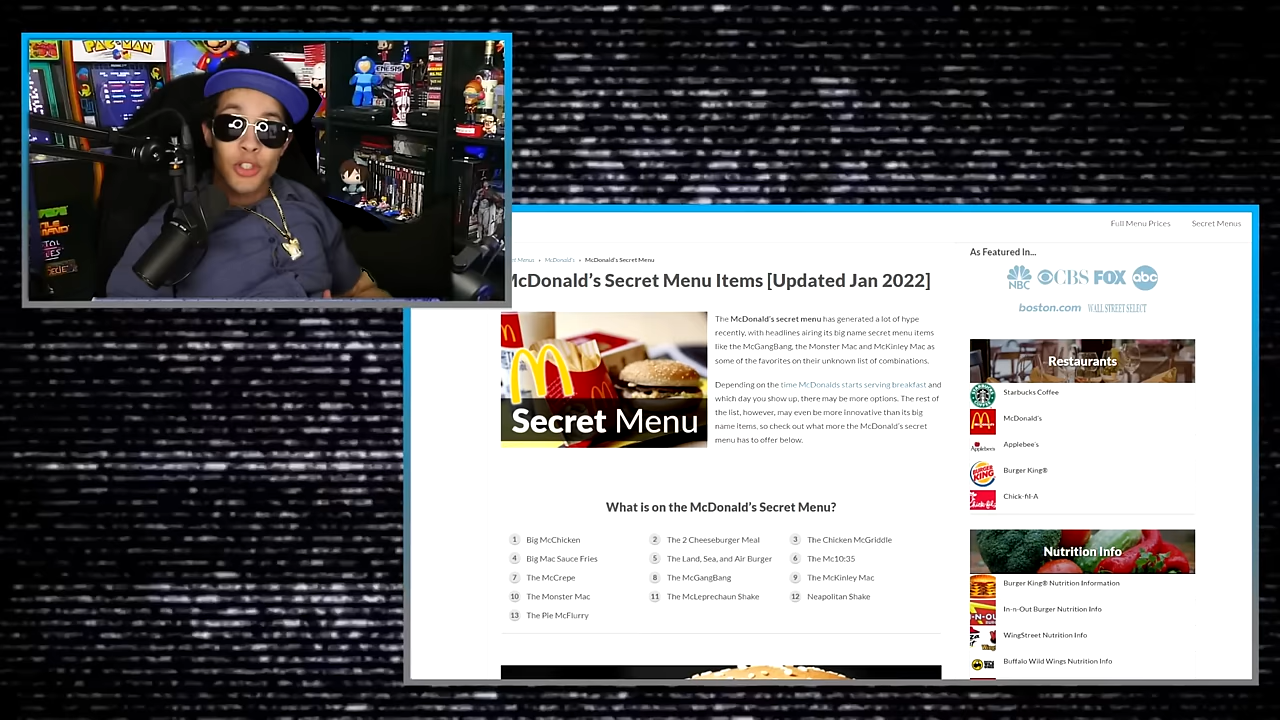 PAC-MAN
GENESIS
Full Menu Prices
Secret Menus
Menus › McDonald's › McDonald's Secret Menu
McDonald's Secret Menu Items [Updated Jan 2022]
The McDonald's secret menu has generated a lot of hype
recently, with headlines airing its big name secret menu items
like the McGangBang, the Monster Mac and McKinley Mac as
some of the favorites on their unknown list of combinations.
Depending on the time McDonalds starts serving breakfast and
which day you show up, there may be more options. The rest of
the list, however, may even be more innovative than its big
name items, so check out what more the McDonald's secret
menu has to offer below.
Secret Menu
What is on the McDonald's Secret Menu?
1 Big McChicken
2 The 2 Cheeseburger Meal
3 The Chicken McGriddle
4 Big Mac Sauce Fries
5 The Land, Sea, and Air Burger
6 The Mc10:35
7 The McCrepe
8 The McGangBang
9 The McKinley Mac
10 The Monster Mac
11 The McLeprechaun Shake
12 Neapolitan Shake
13 The Pie McFlurry
As Featured In...
NBC CBS FOX abc
boston.com WALL STREET SELECT
Restaurants
Starbucks Coffee
McDonald's
Applebee's
Applebee's
BURGER KING
Burger King®
Chick-fil-A
Nutrition Info
Burger King® Nutrition Information
In-n-Out Burger Nutrition Info
WingStreet Nutrition Info
Buffalo Wild Wings Nutrition Info